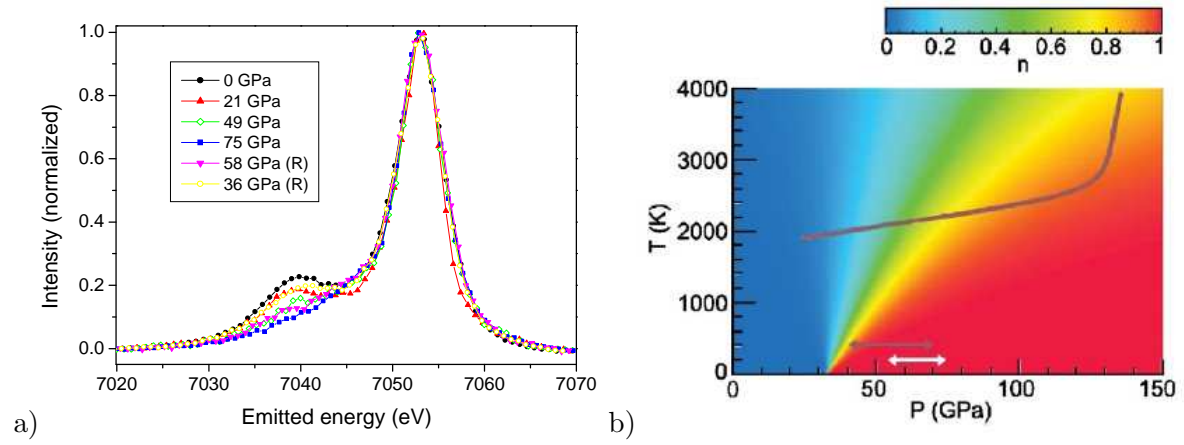 1.0
0.8
0.6
0.4
0.2
0.0
Intensity (normalized)
0 GPa
21 GPa
49 GPa
75 GPa
58 GPa (R)
36 GPa (R)
7020 7030 7040 7050 7060 7070
Emitted energy (eV)
a)
0 0.2 0.4 0.6 0.8 1
n
4000
3000
2000
1000
0
T (K)
0 50 100 150
P (GPa)
b)